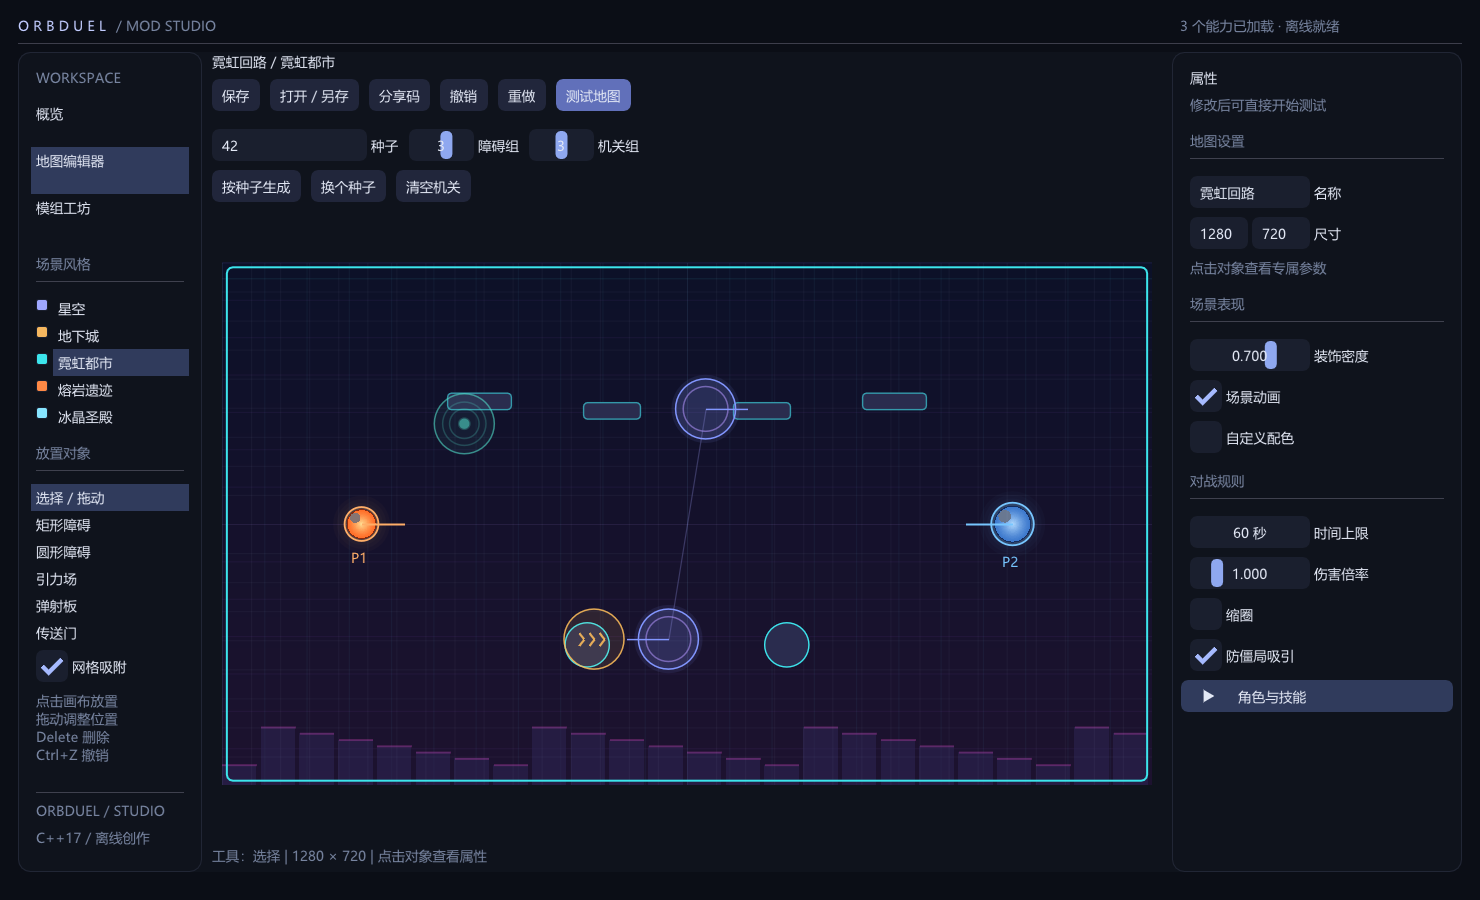 ORBDUEL / MOD STUDIO
3 个能力已加载 · 离线就绪
WORKSPACE
概览
地图编辑器
模组工坊
场景风格
星空
地下城
霓虹都市
熔岩遗迹
冰晶圣殿
放置对象
选择 / 拖动
矩形障碍
圆形障碍
引力场
弹射板
传送门
网格吸附
点击画布放置
拖动调整位置
Delete 删除
Ctrl+Z 撤销
ORBDUEL / STUDIO
C++17 / 离线创作
霓虹回路 / 霓虹都市
保存 打开 / 另存 分享码 撤销 重做 测试地图
42 种子 3 障碍组 3 机关组
按种子生成 换个种子 清空机关
P1
P2
工具：选择 | 1280 × 720 | 点击对象查看属性
属性
修改后可直接开始测试
地图设置
霓虹回路 名称
1280 720 尺寸
点击对象查看专属参数
场景表现
0.700 装饰密度
场景动画
自定义配色
对战规则
60 秒 时间上限
1.000 伤害倍率
缩圈
防僵局吸引
角色与技能